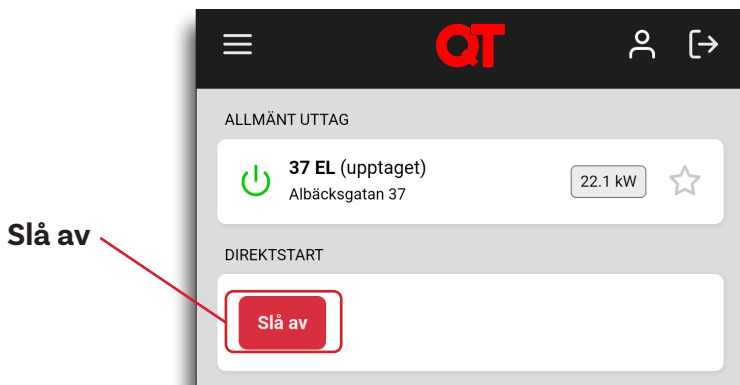 QT
ALLMÄNT UTTAG
37 EL (upptaget)
Albäcksgatan 37
22.1 kW
Slå av
DIREKTSTART
Slå av